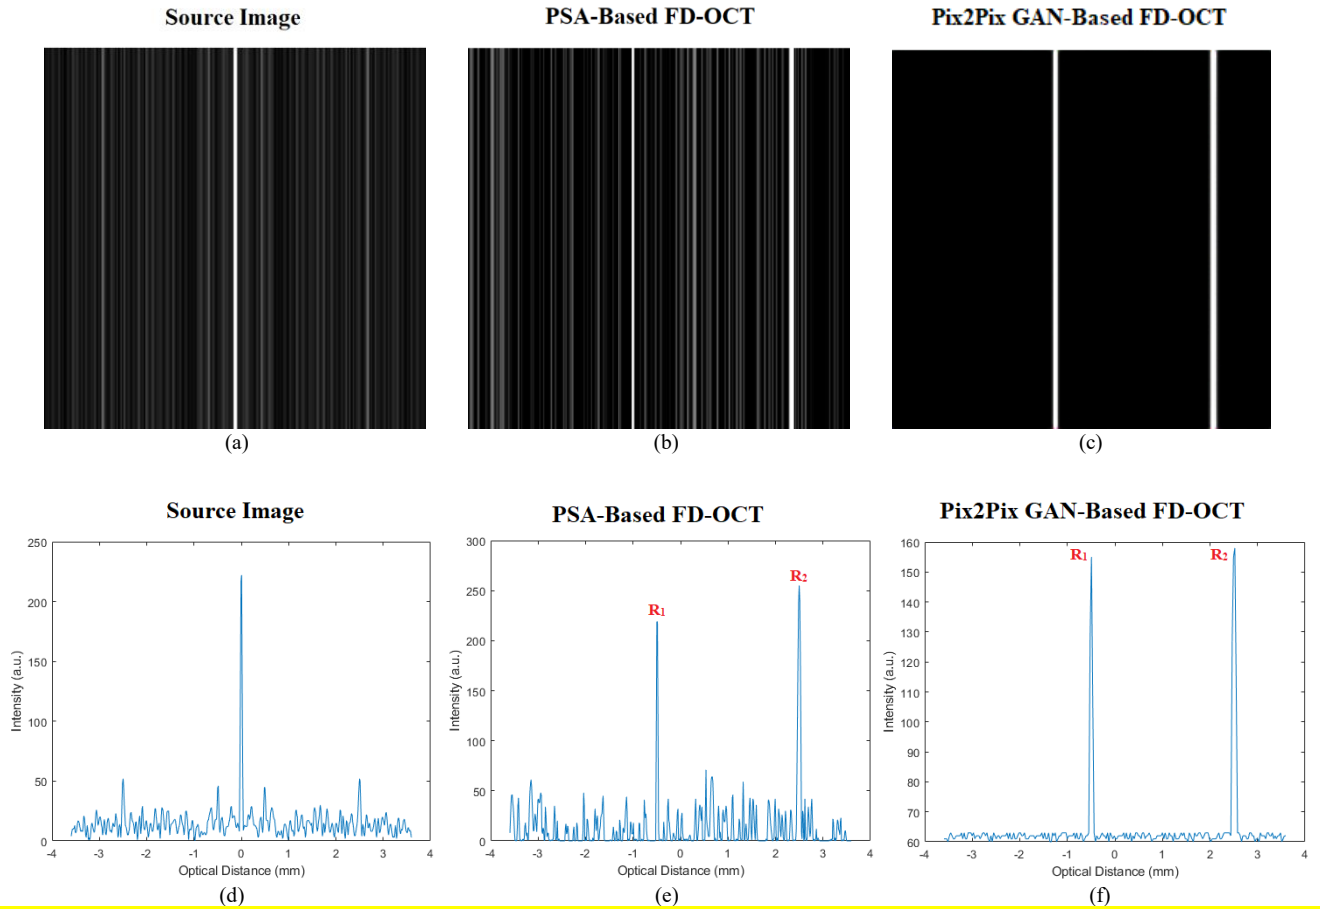 Source Image
PSA-Based FD-OCT
Pix2Pix GAN-Based FD-OCT
(a)
(b)
(c)
Source Image
PSA-Based FD-OCT
Pix2Pix GAN-Based FD-OCT
250
200
150
100
50
0
Intensity (a.u.)
-4 -3 -2 -1 0 1 2 3 4
Optical Distance (mm)
(d)
300
250
200
150
100
50
0
Intensity (a.u.)
R1
R2
-4 -3 -2 -1 0 1 2 3 4
Optical Distance (mm)
(e)
160
150
140
130
120
110
100
90
80
70
60
Intensity (a.u.)
R1
R2
-4 -3 -2 -1 0 1 2 3 4
Optical Distance (mm)
(f)